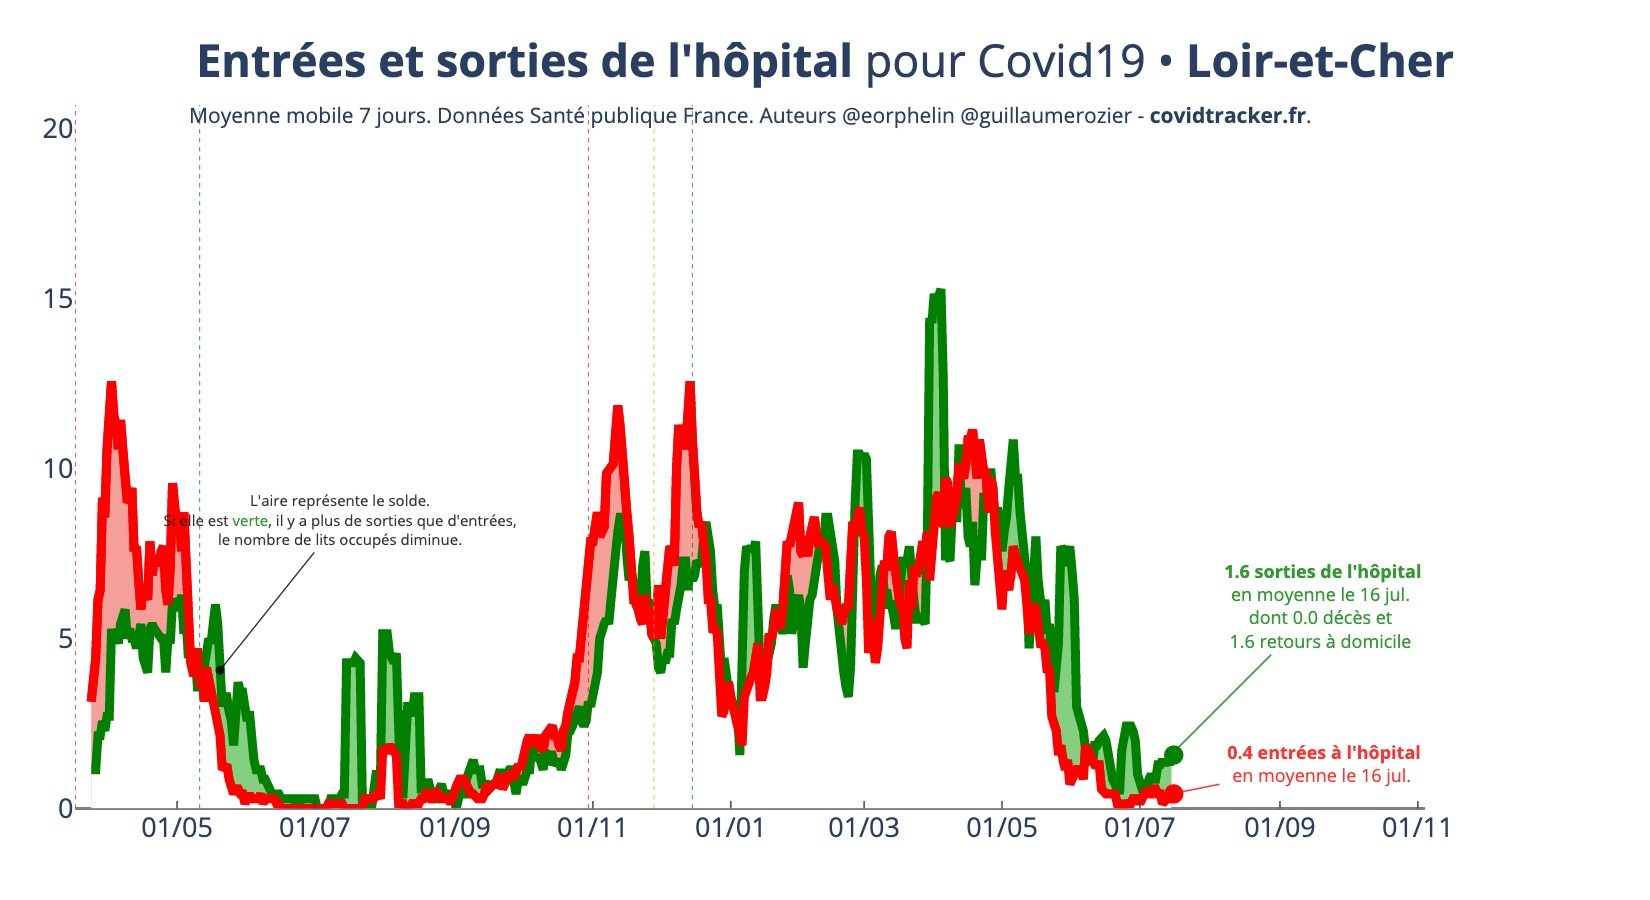 Entrées et sorties de l'hôpital pour Covid19 • Loir-et-Cher
Moyenne mobile 7 jours. Données Santé publique France. Auteurs @eorphelin @guillaumerozier - covidtracker.fr.
20
15
10
5
0
L'aire représente le solde.
Si elle est verte, il y a plus de sorties que d'entrées,
le nombre de lits occupés diminue.
1.6 sorties de l'hôpital
en moyenne le 16 jul.
dont 0.0 décès et
1.6 retours à domicile
0.4 entrées à l'hôpital
en moyenne le 16 jul.
01/05 01/07 01/09 01/11 01/01 01/03 01/05 01/07 01/09 01/11